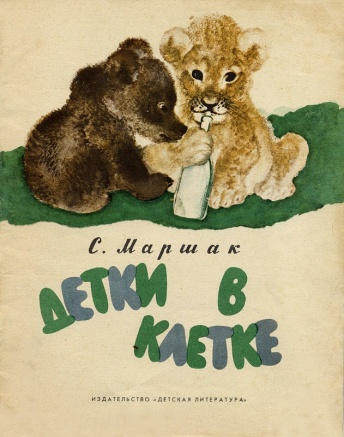 С. Маршак
ДЕТКИ В
КЛЕТКЕ
ИЗДАТЕЛЬСТВО «ДЕТСКАЯ ЛИТЕРАТУРА»